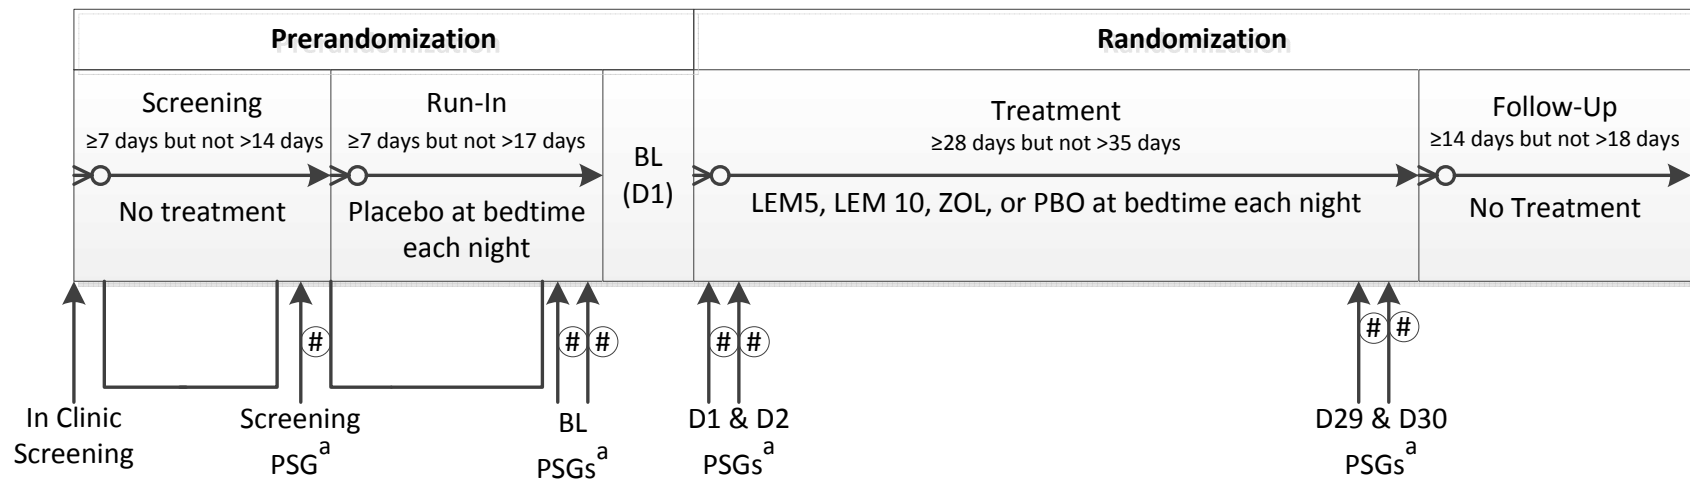 Prerandomization
Randomization
Screening
≥7 days but not >14 days
No treatment
Run-In
≥7 days but not >17 days
Placebo at bedtime
each night
BL
(D1)
Treatment
≥28 days but not >35 days
LEM5, LEM 10, ZOL, or PBO at bedtime each night
Follow-Up
≥14 days but not >18 days
No Treatment
#
# #
# #
# #
In Clinic
Screening
Screening
PSGᵃ
BL
PSGsᵃ
D1 & D2
PSGsᵃ
D29 & D30
PSGsᵃ